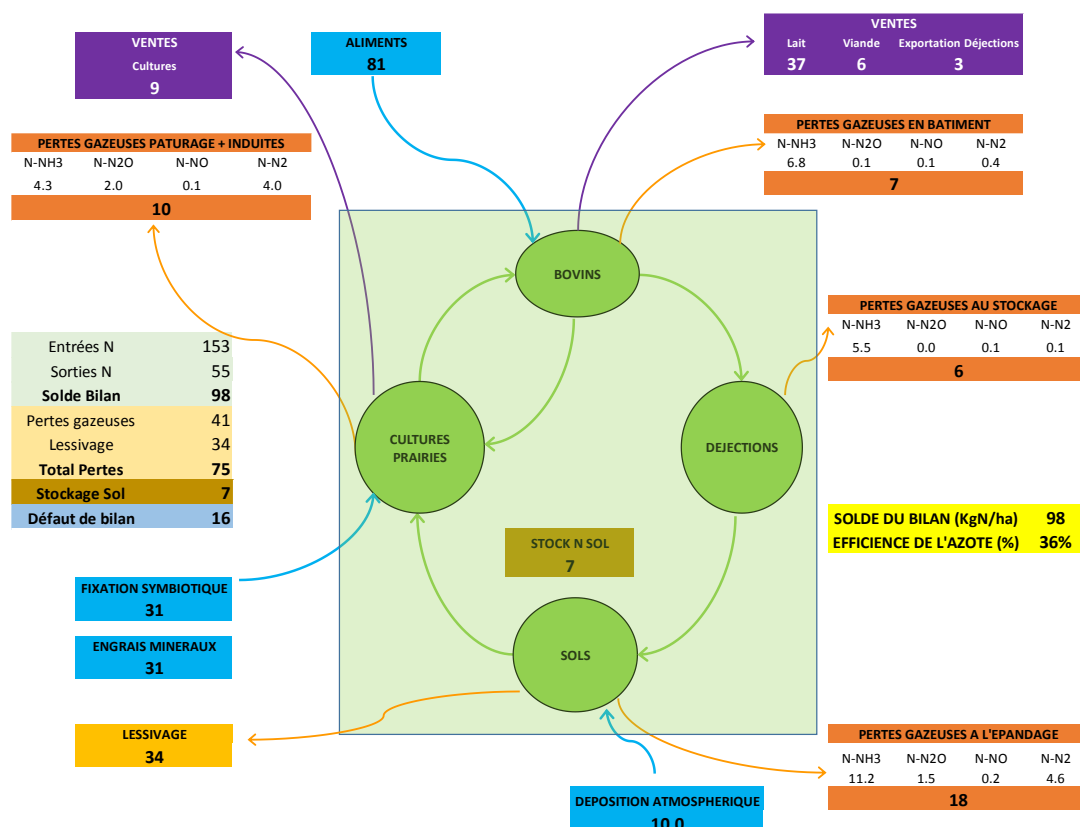 VENTES
Cultures
9
ALIMENTS
81
VENTES
Lait Viande Exportation Déjections
37 6 3
PERTES GAZEUSES PATURAGE + INDUITES
N-NH3 N-N2O N-NO N-N2
4.3 2.0 0.1 4.0
10
PERTES GAZEUSES EN BATIMENT
N-NH3 N-N2O N-NO N-N2
6.8 0.1 0.1 0.4
7
BOVINS
PERTES GAZEUSES AU STOCKAGE
N-NH3 N-N2O N-NO N-N2
5.5 0.0 0.1 0.1
6
Entrées N 153
Sorties N 55
Solde Bilan 98
Pertes gazeuses 41
Lessivage 34
Total Pertes 75
Stockage Sol 7
Défaut de bilan 16
CULTURES
PRAIRIES
DEJECTIONS
SOLDE DU BILAN (KgN/ha) 98
EFFICIENCE DE L'AZOTE (%) 36%
STOCK N SOL
7
FIXATION SYMBIOTIQUE
31
ENGRAIS MINERAUX
31
SOLS
LESSIVAGE
34
PERTES GAZEUSES A L'EPANDAGE
N-NH3 N-N2O N-NO N-N2
11.2 1.5 0.2 4.6
18
DEPOSITION ATMOSPHERIQUE
10.0